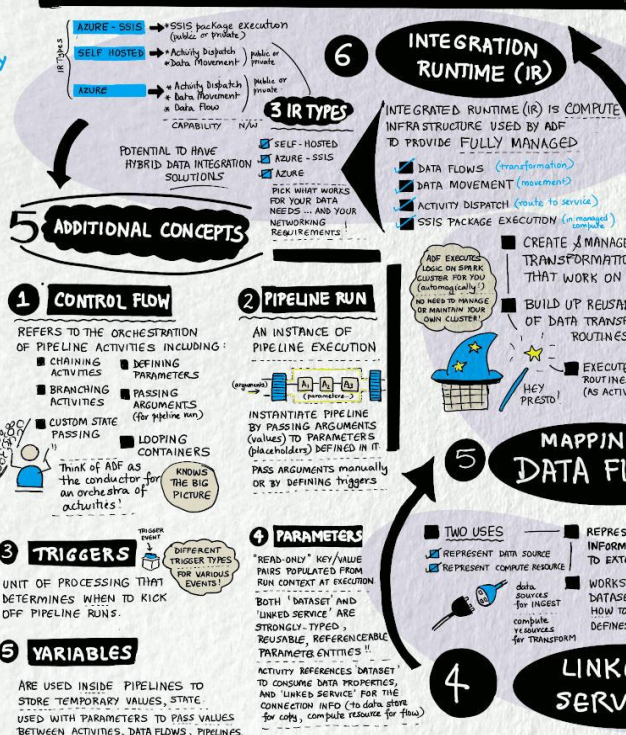 AZURE-SSIS
*SSIS package execution
(public or private)
IR Types
SELF HOSTED
*Activity Dispatch
*Data Movement
public or
private
AZURE
* Activity Dispatch
* Data Movement
* Data Flow
public or
private
CAPABILITY N/W
3 IR TYPES
SELF-HOSTED
AZURE-SSIS
AZURE
PICK WHAT WORKS
FOR YOUR DATA
NEEDS ... AND YOUR
NETWORKING
REQUIREMENTS!
POTENTIAL TO HAVE
HYBRID DATA INTEGRATION
SOLUTIONS
6
INTEGRATION
RUNTIME (IR)
INTEGRATED RUNTIME (IR) IS COMPUTE
INFRASTRUCTURE USED BY ADF
TO PROVIDE FULLY MANAGED
DATA FLOWS (transformation)
DATA MOVEMENT (movement)
ACTIVITY DISPATCH (route to service)
SSIS PACKAGE EXECUTION (in managed
compute)
5 ADDITIONAL CONCEPTS
1 CONTROL FLOW
REFERS TO THE ORCHESTRATION
OF PIPELINE ACTIVITIES INCLUDING:
CHAINING
ACTIVITIES
BRANCHING
ACTIVITIES
CUSTOM STATE
PASSING
DEFINING
PARAMETERS
PASSING
ARGUMENTS
(for pipeline run)
LOOPING
CONTAINERS
Think of ADF as
the conductor for
an orchestra of
activities!
KNOWS
THE BIG
PICTURE
2 PIPELINE RUN
AN INSTANCE OF
PIPELINE EXECUTION
(arguments)
A1 A2 A3
(parameters)
INSTANTIATE PIPELINE
BY PASSING ARGUMENTS
(values) TO PARAMETERS
(placeholders) DEFINED IN IT.
PASS ARGUMENTS manually
OR BY DEFINING triggers
ADF EXECUTES
LOGIC ON SPARK
CLUSTER FOR YOU
(automagically!)
NO NEED TO MANAGE
OR MAINTAIN YOUR
OWN CLUSTER!
HEY
PRESTO!
CREATE & MANAGE
TRANSFORMATIO
THAT WORK ON
BUILD UP REUSA
OF DATA TRANSF
ROUTINES
EXECUTE
ROUTINE
(AS ACTIV
5
MAPPIN
DATA FL
3 TRIGGERS
TRIGGER
EVENT
DIFFERENT
TRIGGER TYPES
FOR VARIOUS
EVENTS!
UNIT OF PROCESSING THAT
DETERMINES WHEN TO KICK
OFF PIPELINE RUNS.
4 PARAMETERS
"READ-ONLY" KEY/VALUE
PAIRS POPULATED FROM
RUN CONTEXT AT EXECUTION.
BOTH 'DATASET' AND
'LINKED SERVICE' ARE
STRONGLY-TYPED,
REUSABLE, REFERENCEABLE
PARAMETER ENTITIES!!
ACTIVITY REFERENCES 'DATASET'
TO CONSUME DATA PROPERTIES,
AND 'LINKED SERVICE' FOR THE
CONNECTION INFO (to data store
for copy, compute resource for flow)
TWO USES
REPRESENT DATA SOURCE
REPRESENT COMPUTE RESOURCE
data
sources
for INGEST
compute
resources
for TRANSFORM
REPRES
INFORM
TO EXT
WORKS
DATASE
HOW TO
DEFINES
4
LINK
SERV
5 VARIABLES
ARE USED INSIDE PIPELINES TO
STORE TEMPORARY VALUES, STATE.
USED WITH PARAMETERS TO PASS VALUES
BETWEEN ACTIVITIES, DATA FLOWS, PIPELINES